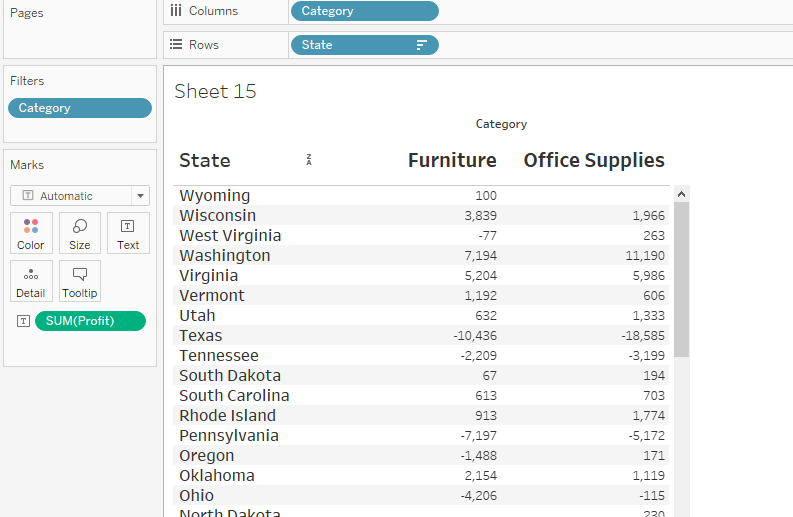 Pages
Columns Category
Rows State
Filters
Category
Marks
Automatic
Color Size Text
Detail Tooltip
SUM(Profit)
Sheet 15
Category
State Furniture Office Supplies
Wyoming 100
Wisconsin 3,839 1,966
West Virginia -77 263
Washington 7,194 11,190
Virginia 5,204 5,986
Vermont 1,192 606
Utah 632 1,333
Texas -10,436 -18,585
Tennessee -2,209 -3,199
South Dakota 67 194
South Carolina 613 703
Rhode Island 913 1,774
Pennsylvania -7,197 -5,172
Oregon -1,488 171
Oklahoma 2,154 1,119
Ohio -4,206 -115
North Dakota 230